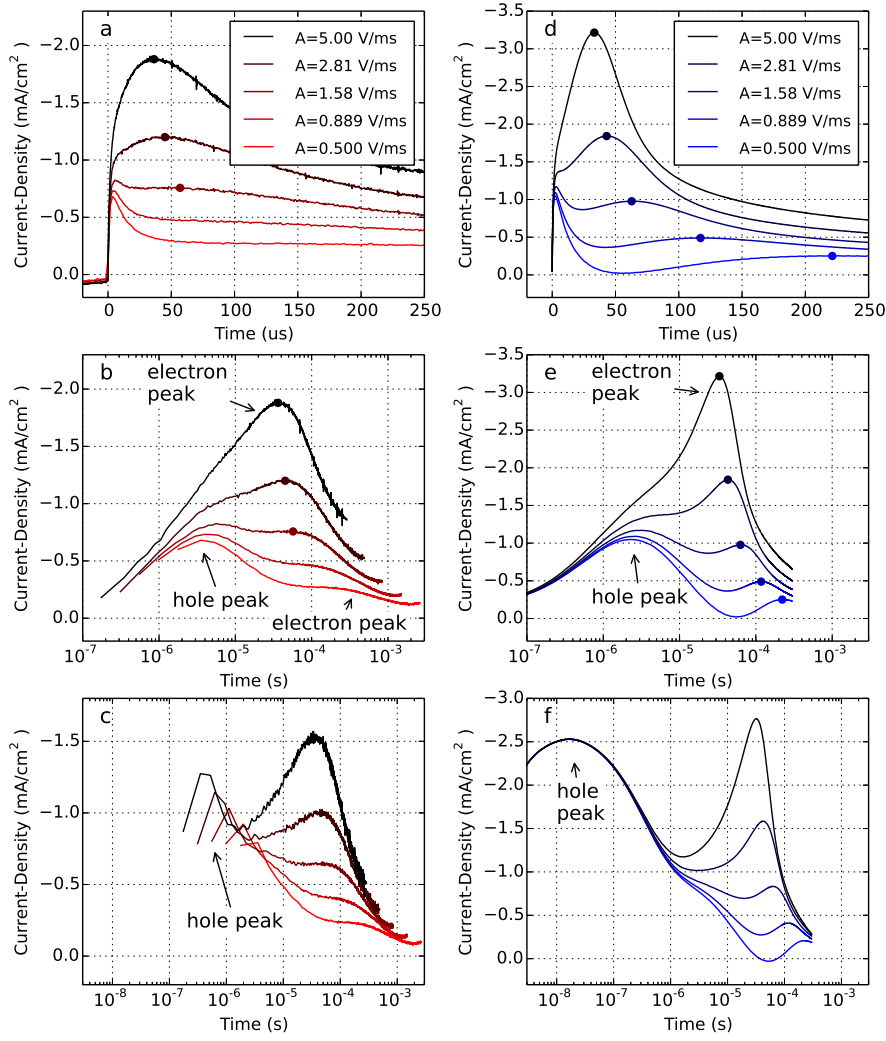 a
Current-Density (mA/cm²)
−2.0
−1.5
−1.0
−0.5
0.0
A=5.00 V/ms
A=2.81 V/ms
A=1.58 V/ms
A=0.889 V/ms
A=0.500 V/ms
0 50 100 150 200 250
Time (us)
d
Current-Density (mA/cm²)
−3.5
−3.0
−2.5
−2.0
−1.5
−1.0
−0.5
0.0
A=5.00 V/ms
A=2.81 V/ms
A=1.58 V/ms
A=0.889 V/ms
A=0.500 V/ms
0 50 100 150 200 250
Time (us)
b
Current-Density (mA/cm²)
−2.0
−1.5
−1.0
−0.5
0.0
electron
peak
hole peak
electron peak
10⁻⁷ 10⁻⁶ 10⁻⁵ 10⁻⁴ 10⁻³
Time (s)
e
Current-Density (mA/cm²)
−3.5
−3.0
−2.5
−2.0
−1.5
−1.0
−0.5
0.0
electron
peak
hole peak
10⁻⁷ 10⁻⁶ 10⁻⁵ 10⁻⁴ 10⁻³
Time (s)
c
Current-Density (mA/cm²)
−1.5
−1.0
−0.5
0.0
hole peak
10⁻⁸ 10⁻⁷ 10⁻⁶ 10⁻⁵ 10⁻⁴ 10⁻³
Time (s)
f
Current-Density (mA/cm²)
−3.0
−2.5
−2.0
−1.5
−1.0
−0.5
0.0
hole
peak
10⁻⁸ 10⁻⁷ 10⁻⁶ 10⁻⁵ 10⁻⁴ 10⁻³
Time (s)